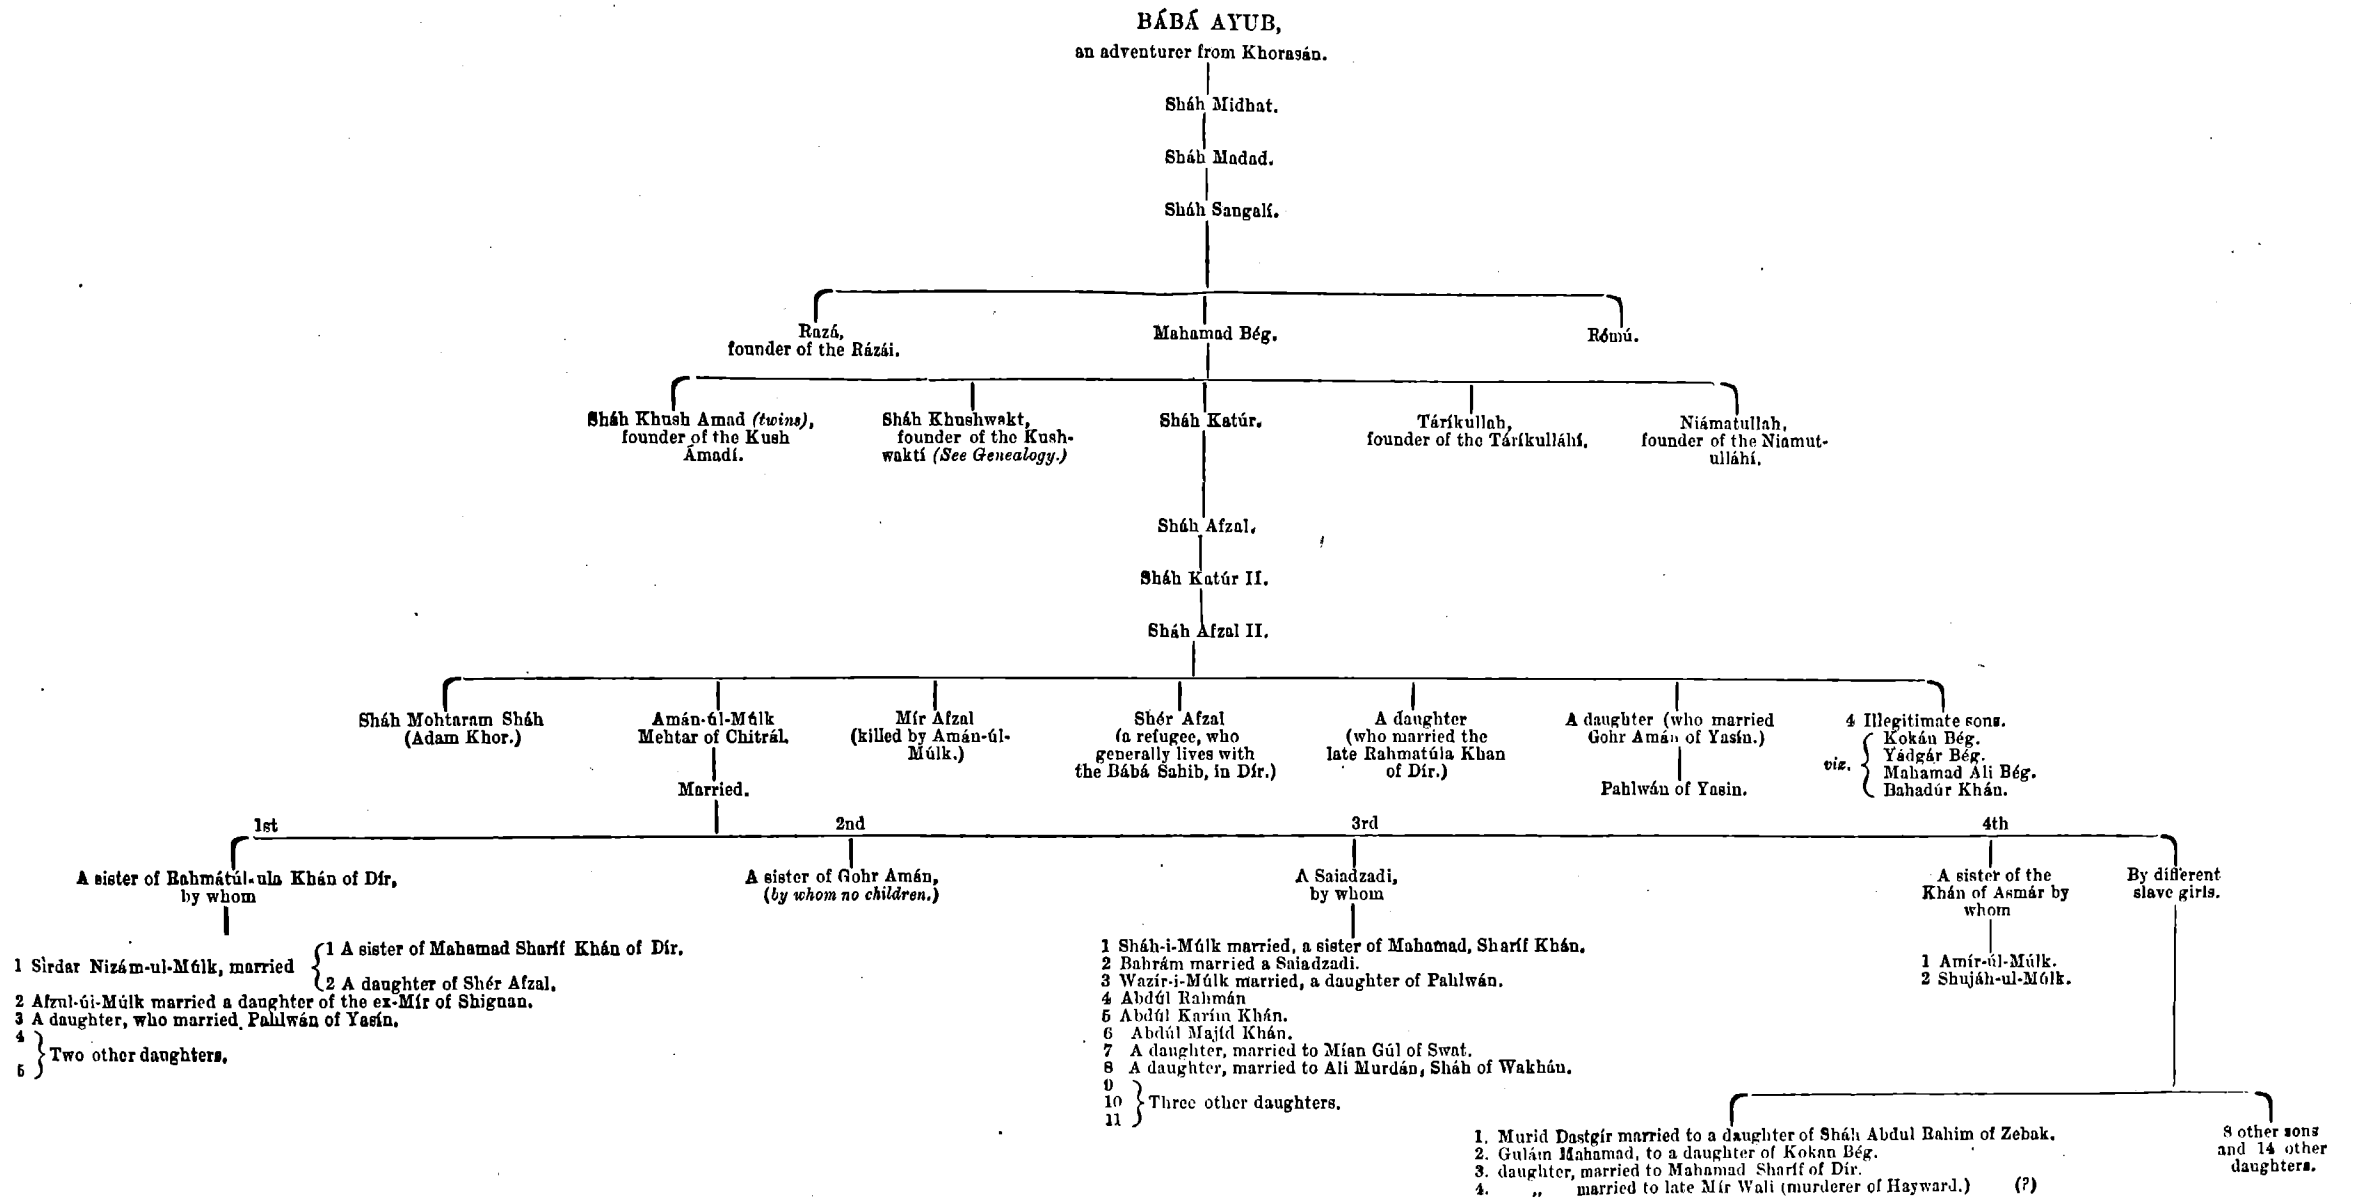 BÁBÁ AYUB,
an adventurer from Khorasán.
Sháh Midhat.
Sháh Madad.
Sháh Sangalí.
Razá,
founder of the Rázái.
Mahamad Bég.
Rómú.
Sháh Khush Amad (twins),
founder of the Kush
Ámadí.
Sháh Khushwakt,
founder of the Kush-
waktí (See Genealogy.)
Sháh Katúr.
Táríkullah,
founder of the Táríkulláhí.
Niámatullah,
founder of the Niamut-
ulláhí.
Sháh Afzal.
Sháh Katúr II.
Sháh Afzal II.
Sháh Mohtaram Sháh
(Adam Khor.)
Amán-úl-Múlk
Mehtar of Chitrál.
Married.
Mír Afzal
(killed by Amán-úl-
Múlk.)
Shér Afzal
(a refugee, who
generally lives with
the Bábá Sahib, in Dír.)
A daughter
(who married the
late Rahmatúla Khan
of Dír.)
A daughter (who married
Gohr Amán of Yasín.)
Pahlwán of Yasin.
4 Illegitimate sons.
viz.
Kokán Bég.
Yádgár Bég.
Mahamad Ali Bég.
Bahadúr Khán.
1st
2nd
3rd
4th
A sister of Rahmátúl-ula Khán of Dír,
by whom
A sister of Gohr Amán,
(by whom no children.)
A Saiadzadi,
by whom
A sister of the
Khán of Asmár by
whom
By different
slave girls.
1 Sirdar Nizám-ul-Múlk, married
1 A sister of Mahamad Sharíf Khán of Dír.
2 A daughter of Shér Afzal.
2 Afzul-úi-Múlk married a daughter of the ex-Mír of Shignan.
3 A daughter, who married Pahlwán of Yasín.
4
5
Two other daughters.
1 Sháh-i-Múlk married, a sister of Mahamad, Sharíf Khán.
2 Bahrám married a Saiadzadi.
3 Wazír-i-Múlk married, a daughter of Pahlwán.
4 Abdúl Rahmán
5 Abdúl Karím Khán.
6 Abdúl Majíd Khán.
7 A daughter, married to Mían Gúl of Swat.
8 A daughter, married to Ali Murdán, Sháh of Wakhán.
9
10
11
Three other daughters.
1 Amír-úl-Múlk.
2 Shujáh-ul-Múlk.
1. Murid Dastgír married to a daughter of Sháh Abdul Rahim of Zebak.
2. Gulám Mahamad, to a daughter of Kokan Bég.
3. daughter, married to Mahamad Sharíf of Dír.
4. „ married to late Mír Wali (murderer of Hayward.) (?)
8 other sons
and 14 other
daughters.